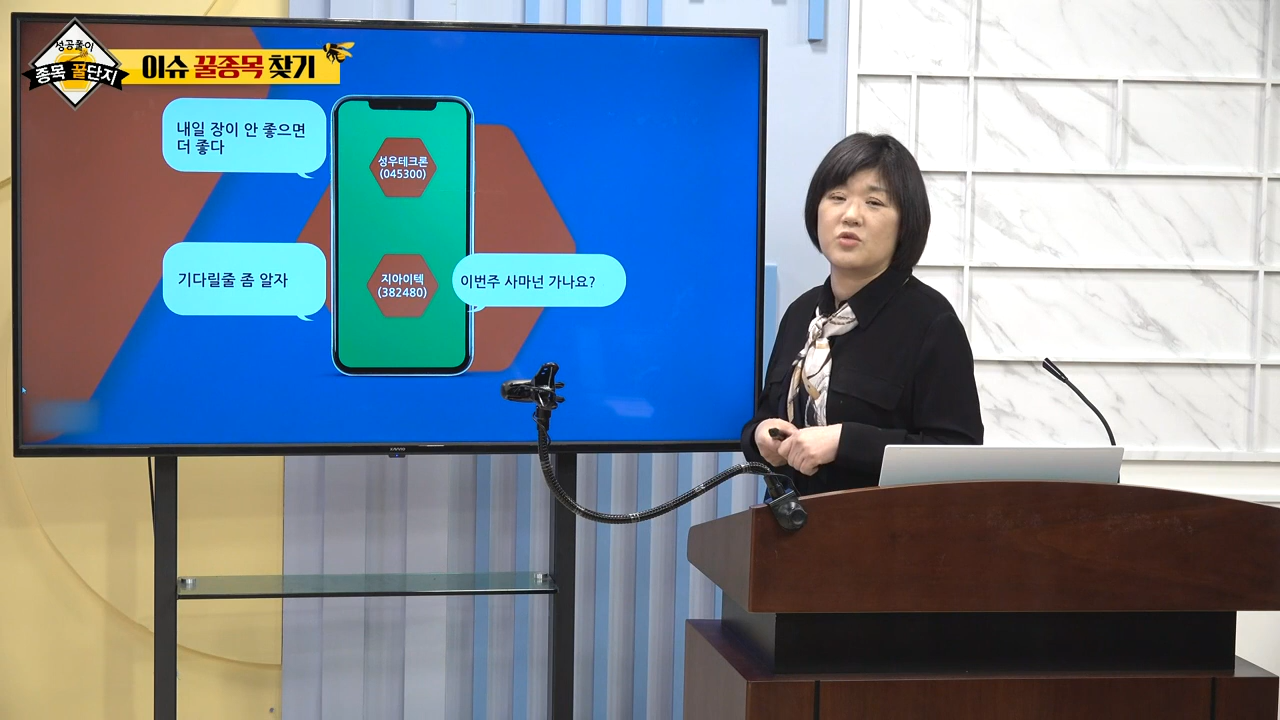 성공풀이
종목 꿀단지
이슈 꿀종목 찾기
내일 장이 안 좋으면
더 좋다
성우테크론
(045300)
기다릴줄 좀 알자
지아이텍
(382480)
이번주 사마넌 가나요?